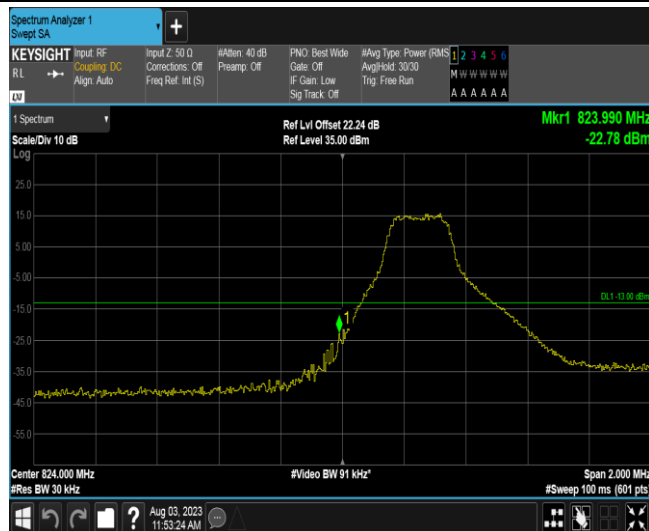 Spectrum Analyzer 1
Swept SA
KEYSIGHT
RL
LXI
Input: RF
Coupling: DC
Align: Auto
Input Z: 50 Ω
Corrections: Off
Freq Ref: Int (S)
#Atten: 40 dB
Preamp: Off
PNO: Best Wide
Gate: Off
IF Gain: Low
Sig Track: Off
#Avg Type: Power (RMS
Avg|Hold: 30/30
Trig: Free Run
1 2 3 4 5 6
M W W W W W
A A A A A A
1 Spectrum
Scale/Div 10 dB
Log
Ref Lvl Offset 22.24 dB
Ref Level 35.00 dBm
Mkr1 823.990 MHz
-22.78 dBm
25.0
15.0
5.00
-5.00
DL1 -13.00 dBm
-15.0
1
-25.0
-35.0
-45.0
-55.0
Center 824.000 MHz
#Video BW 91 kHz*
Span 2.000 MHz
#Res BW 30 kHz
#Sweep 100 ms (601 pts)
?
Aug 03, 2023
11:53:24 AM